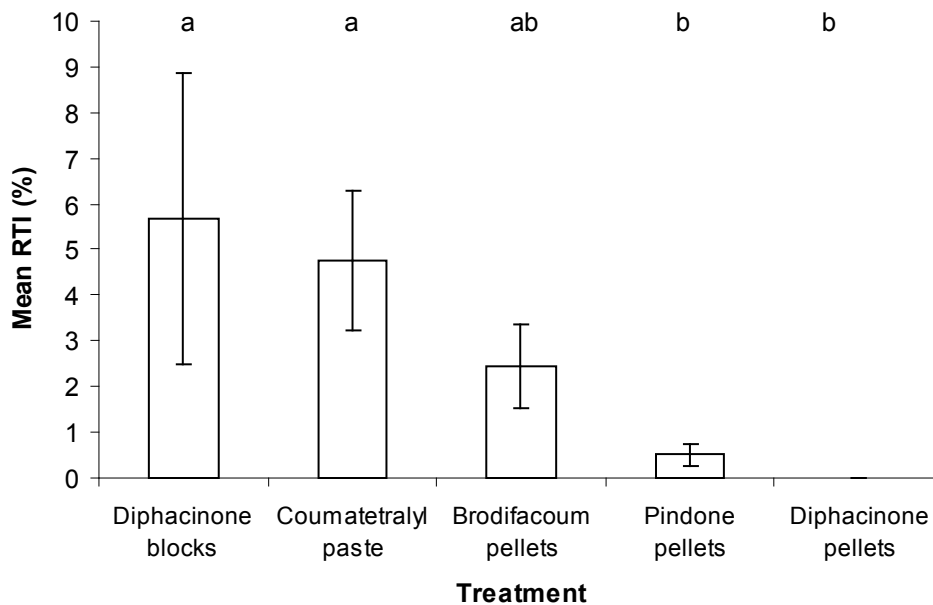 10 a a ab b b
9
8
7
6
5
4
3
2
1
0
Mean RTI (%)
Diphacinone blocks
Coumatetralyl paste
Brodifacoum pellets
Pindone pellets
Diphacinone pellets
Treatment